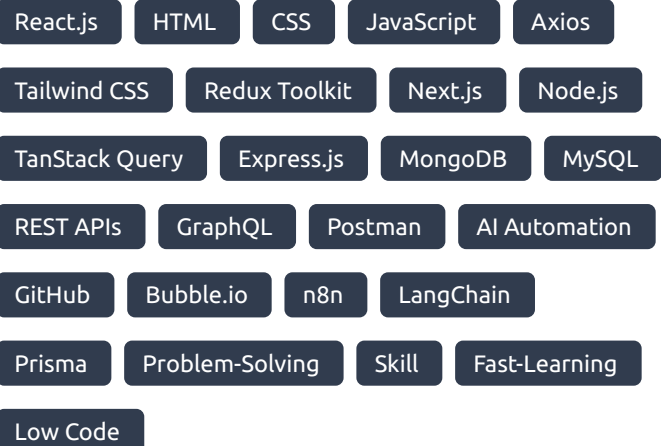 React.js HTML CSS JavaScript Axios
Tailwind CSS Redux Toolkit Next.js Node.js
TanStack Query Express.js MongoDB MySQL
REST APIs GraphQL Postman AI Automation
GitHub Bubble.io n8n LangChain
Prisma Problem-Solving Skill Fast-Learning
Low Code